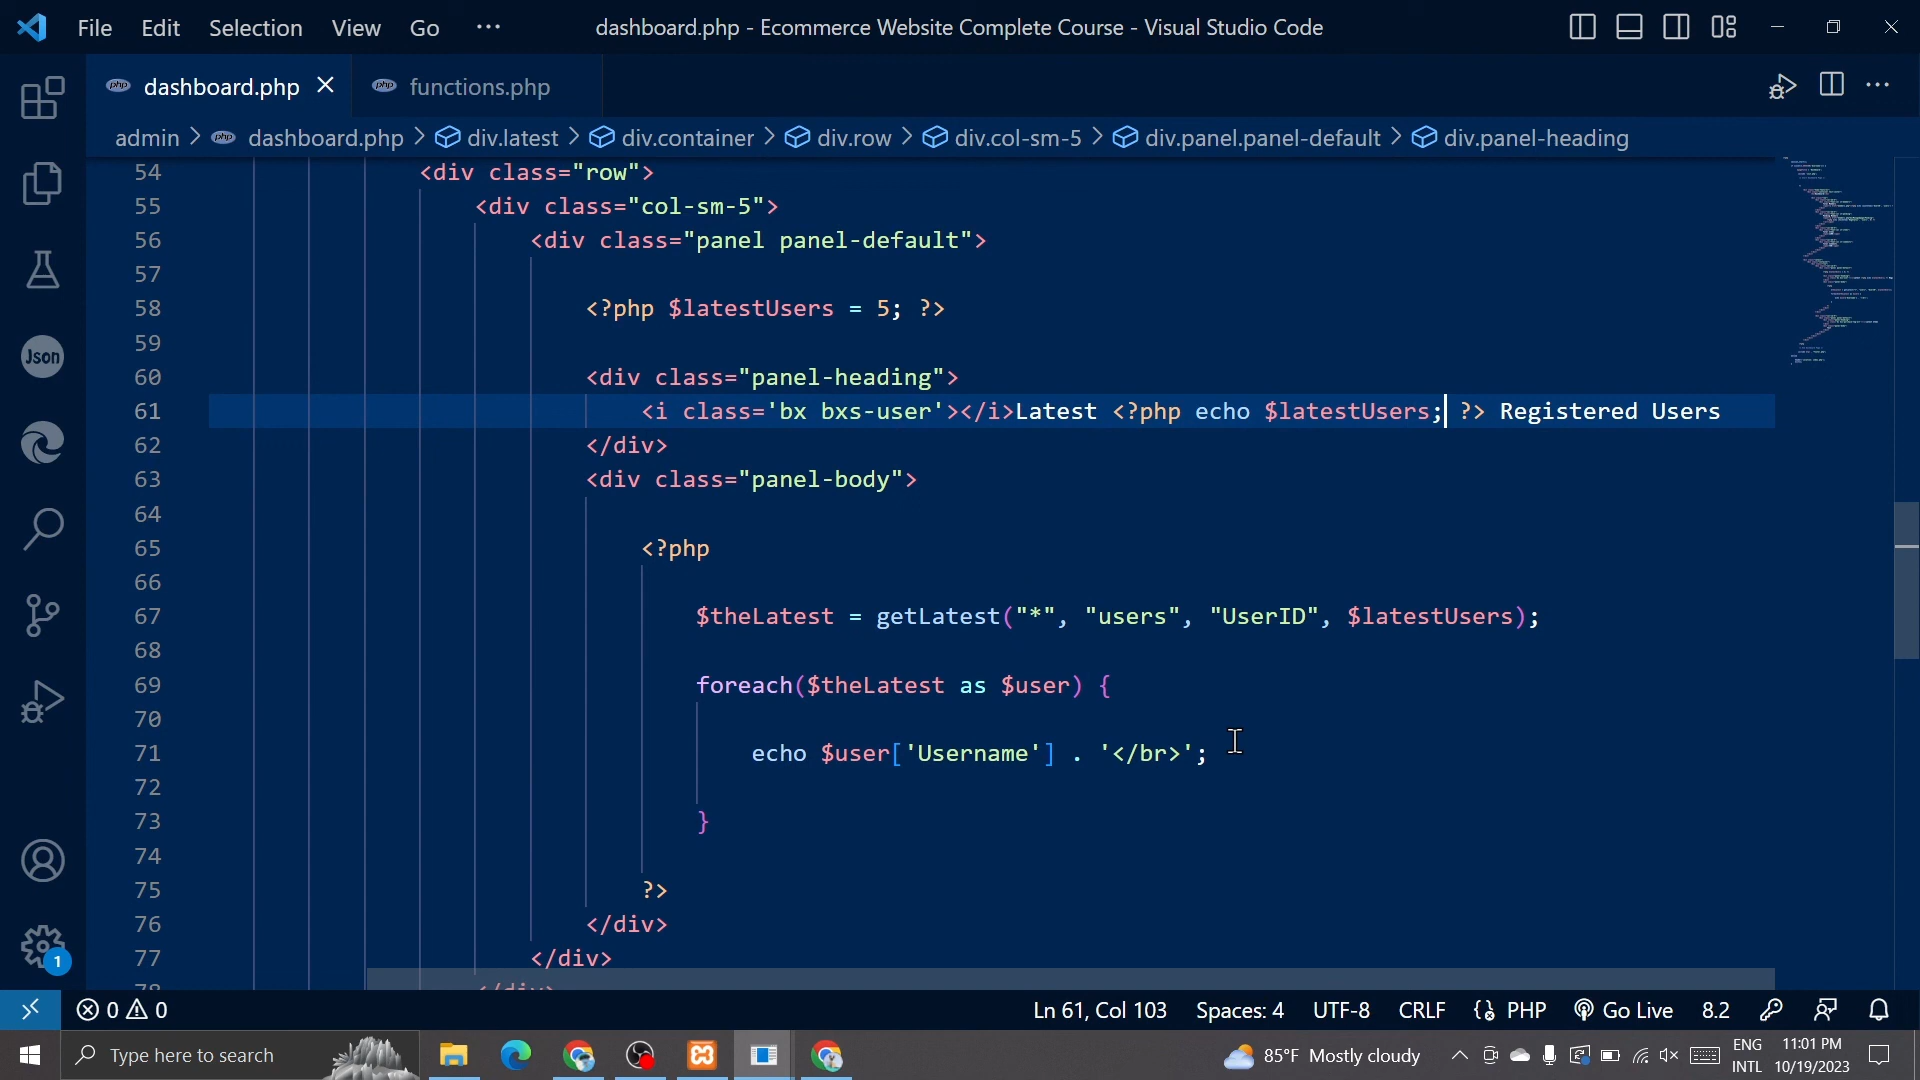 File Edit Selection View Go ··· dashboard.php - Ecommerce Website Complete Course - Visual Studio Code
php dashboard.php php functions.php
admin > php dashboard.php > div.latest > div.container > div.row > div.col-sm-5 > div.panel.panel-default > div.panel-heading
54 <div class="row">
55 <div class="col-sm-5">
56 <div class="panel panel-default">
57
58 <?php $latestUsers = 5; ?>
59
60 <div class="panel-heading">
61 <i class='bx bxs-user'></i>Latest <?php echo $latestUsers; ?> Registered Users
62 </div>
63 <div class="panel-body">
64
65 <?php
66
67 $theLatest = getLatest("*", "users", "UserID", $latestUsers);
68
69 foreach($theLatest as $user) {
70
71 echo $user['Username'] . '</br>';
72
73 }
74
75 ?>
76 </div>
77 </div>
78 </div>
Json
1
0 0 Ln 61, Col 103 Spaces: 4 UTF-8 CRLF PHP Go Live 8.2
Type here to search 85°F Mostly cloudy ENG 11:01 PM
INTL 10/19/2023